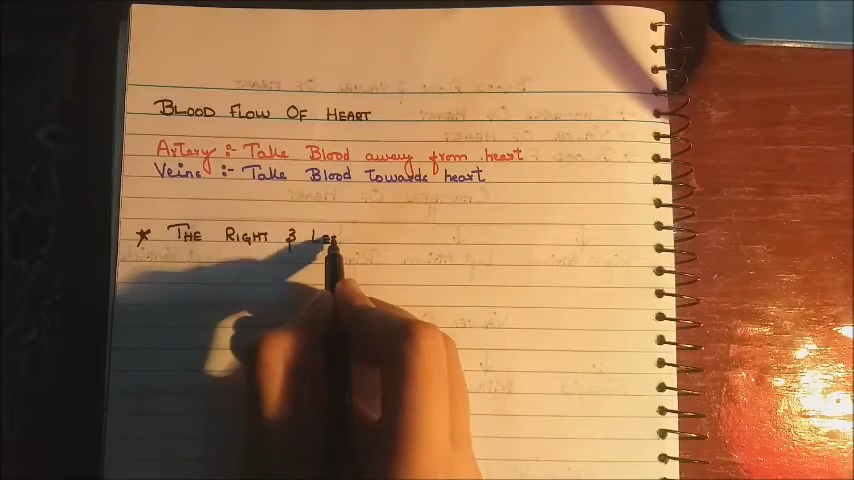 BLOOD FLOW OF HEART
Artery :- Take Blood away from heart
Veins :- Take Blood towards heart
* THE RIGHT & Le